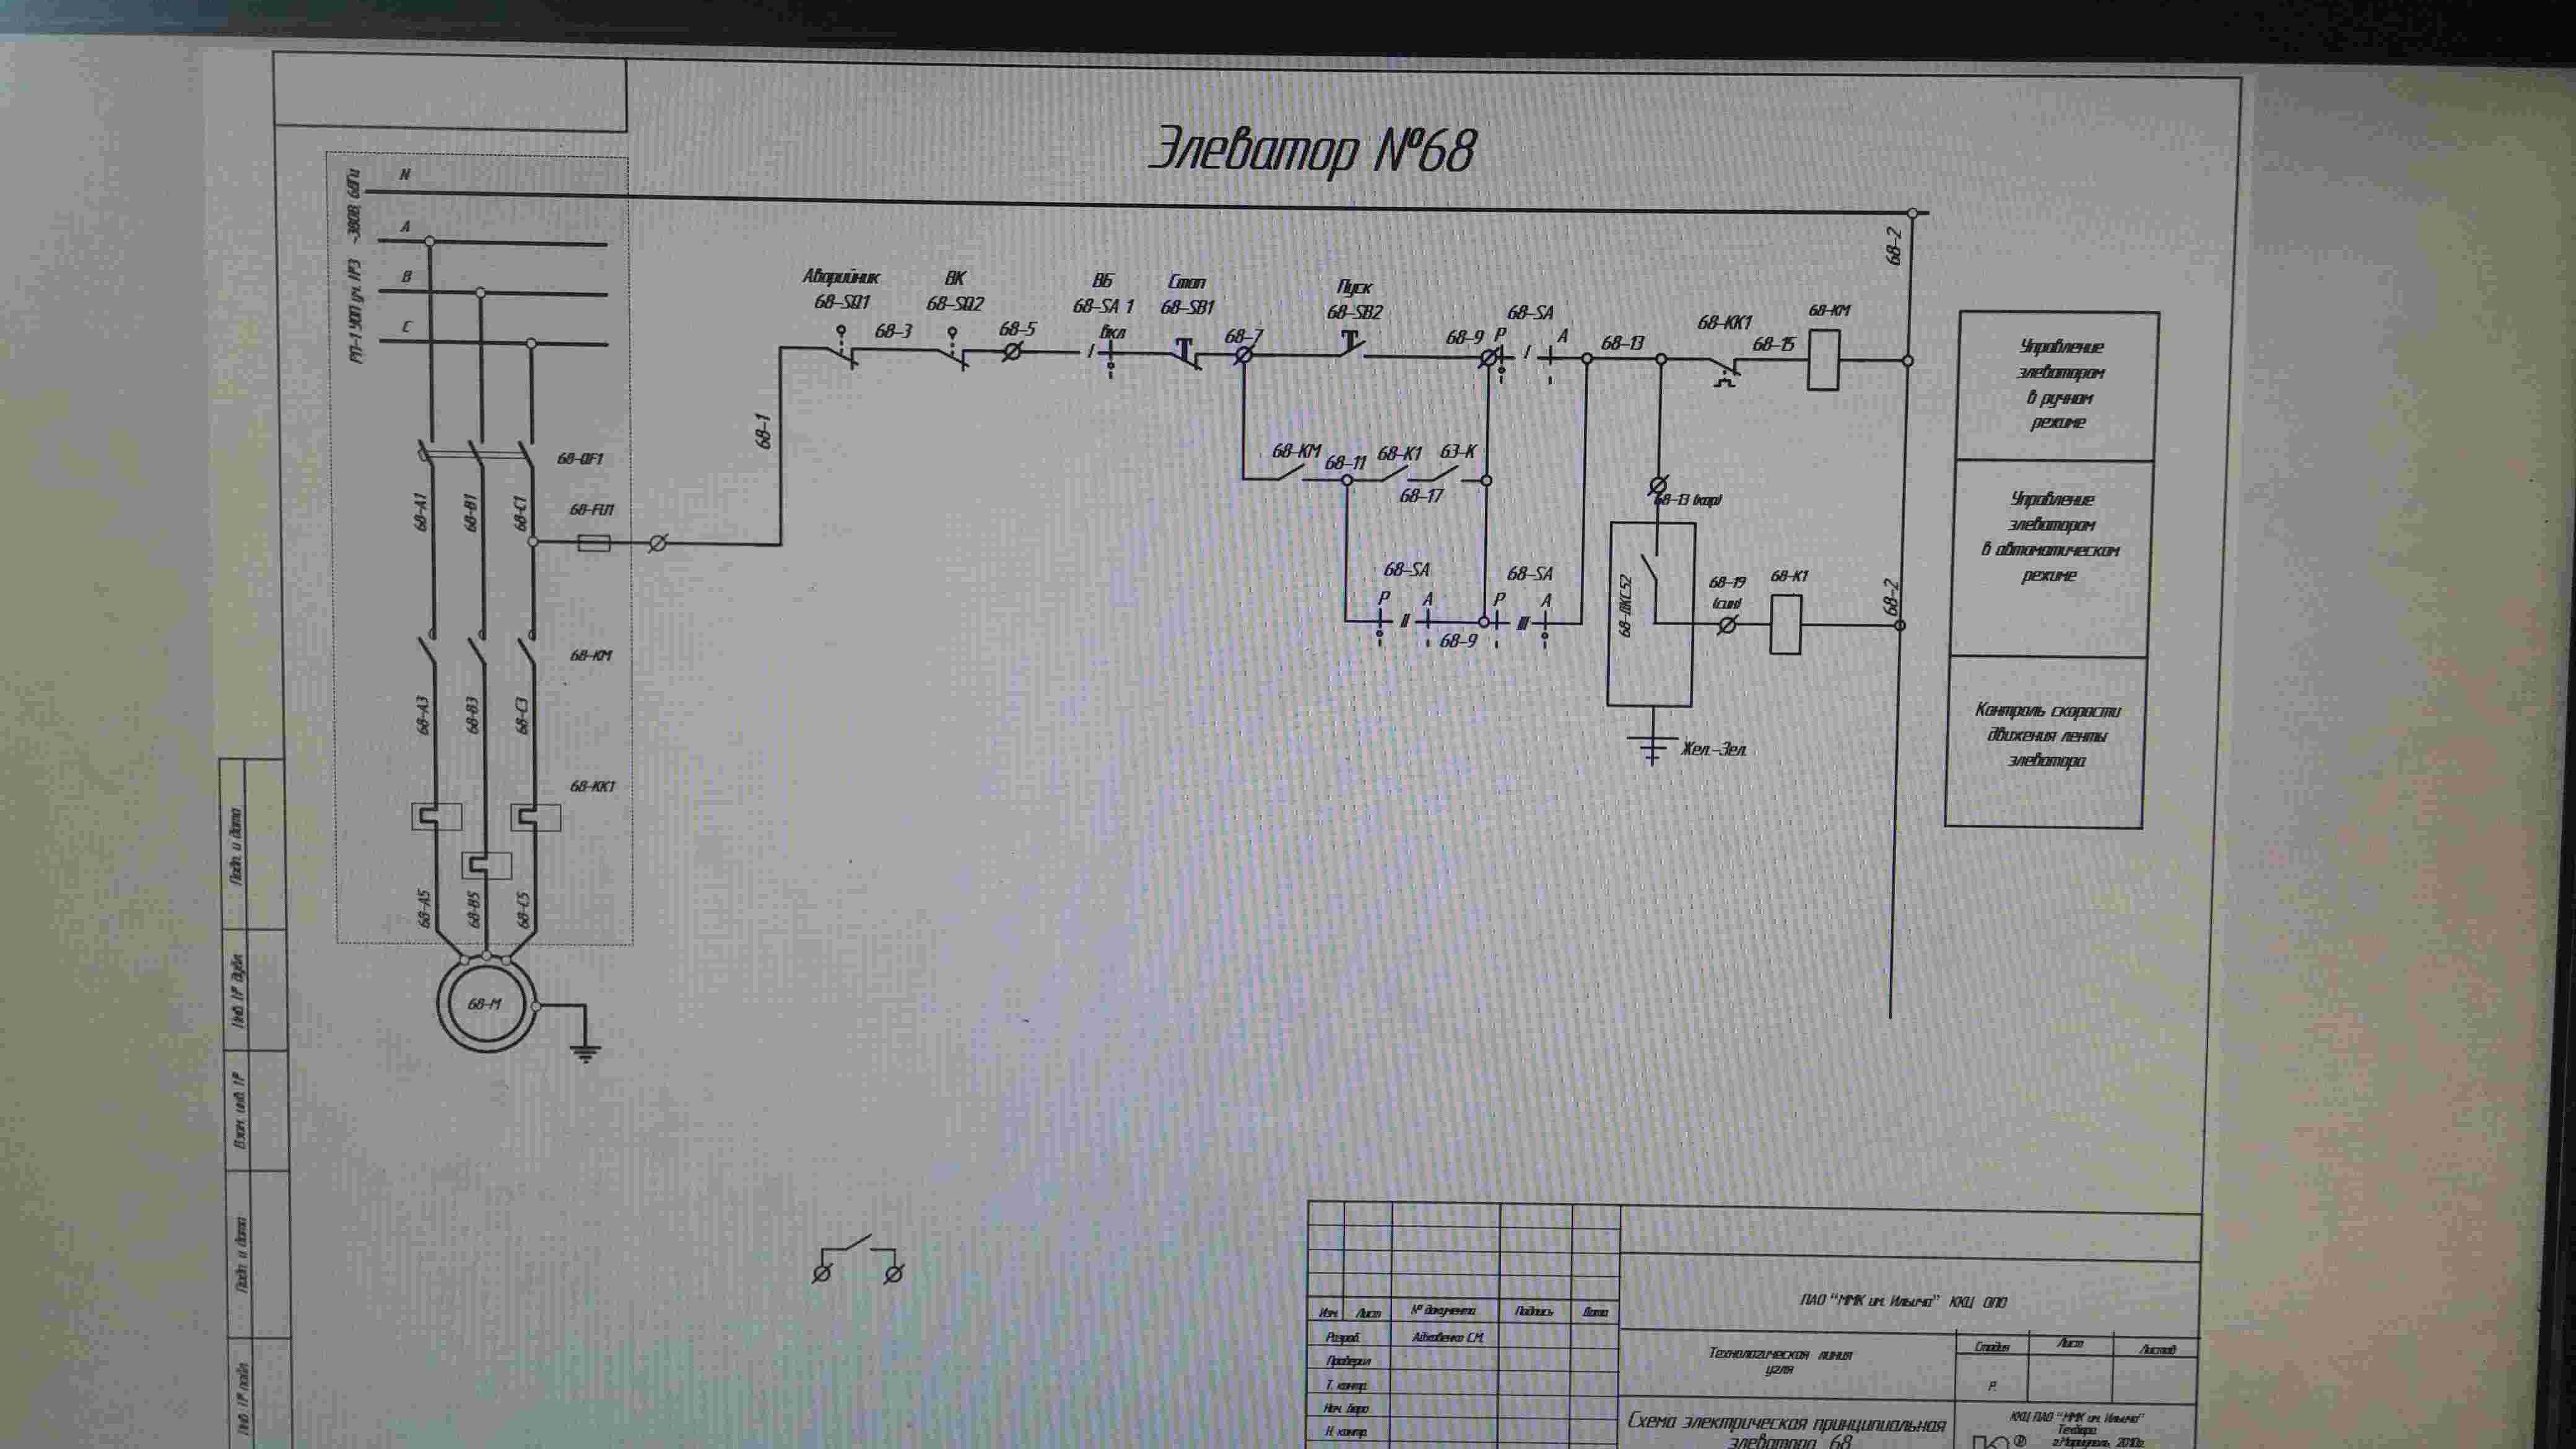 Элеватор №68
РП-1 УОП уч. №3 ~380В, 68Гц
N
A
B
C
68-QF1
68-A1
68-B1
68-C1
68-FU1
68-KM
68-A3
68-B3
68-C3
68-KK1
68-A5
68-B5
68-C5
68-M
68-1
Аварийник
68-SQ1
68-3
ВК
68-SQ2
68-5
ВБ
68-SA 1
вкл
I
Стоп
68-SB1
68-7
Пуск
68-SB2
68-9
68-SA
P I A
68-13
68-KK1
68-15
68-KM
68-2
68-KM
68-11
68-K1
63-K
68-17
68-SA
P II A
68-9
68-SA
P III A
68-13 (кор)
68-ДКС52
68-19
(син)
68-K1
68-2
Жел.-Зел.
Управление
элеватором
в ручном
режиме
Управление
элеватором
в автоматическом
режиме
Контроль скорости
движения ленты
элеватора
Подп. и дата
Инв. № дубл.
Взам. инв. №
Подп. и дата
Инв. № подл.
Изм. Лист № документа Подпись Дата
Разраб.
Проверил
Т. контр.
Нач. бюро
Н. контр.
ПАО "ММК им. Ильича" ККЦ ОПО
Технологическая линия
угля
Стадия Лист Листов
Р.
Схема электрическая принципиальная
элеватора 68
ККЦ ПАО "ММК им. Ильича"
Техбюро
г.Мариуполь 2010г.